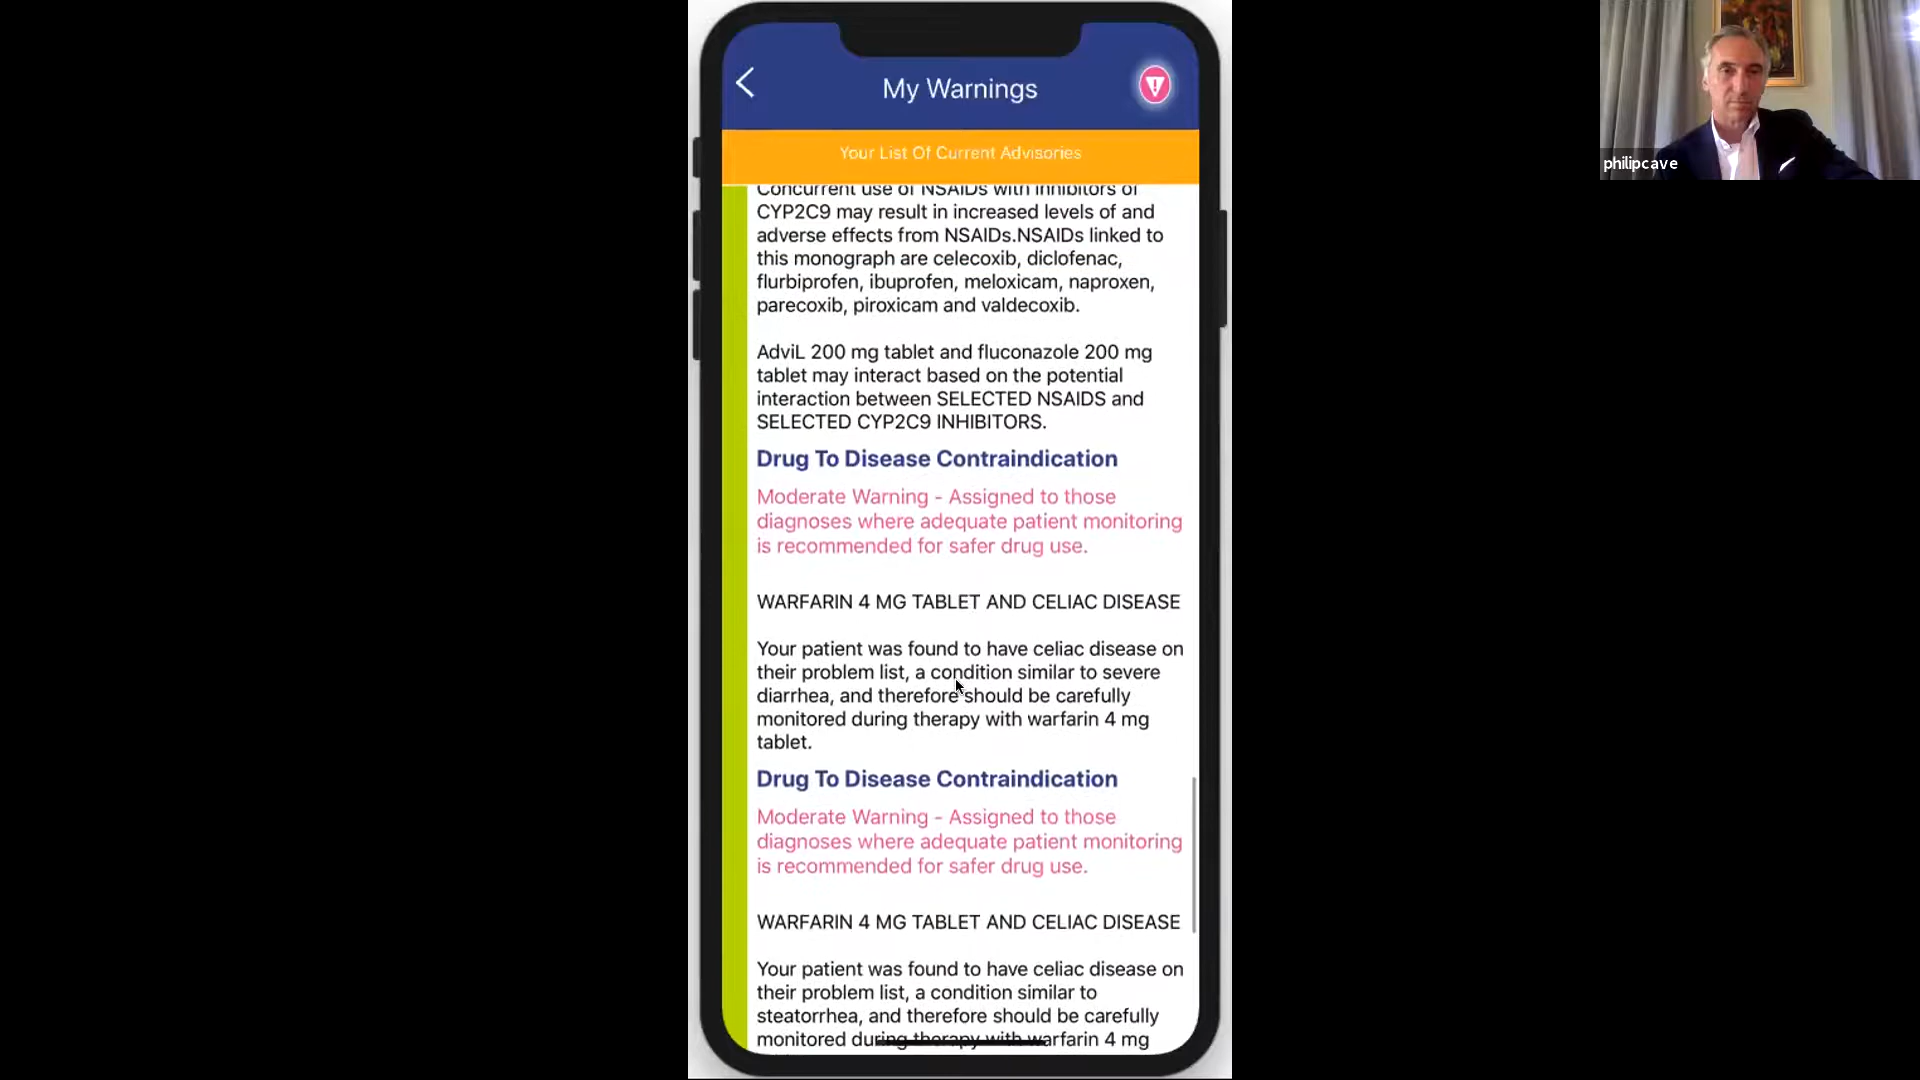 My Warnings
philipcave
Your List Of Current Advisories
Concurrent use of NSAIDs with inhibitors of
CYP2C9 may result in increased levels of and
adverse effects from NSAIDs.NSAIDs linked to
this monograph are celecoxib, diclofenac,
flurbiprofen, ibuprofen, meloxicam, naproxen,
parecoxib, piroxicam and valdecoxib.
AdviL 200 mg tablet and fluconazole 200 mg
tablet may interact based on the potential
interaction between SELECTED NSAIDS and
SELECTED CYP2C9 INHIBITORS.
Drug To Disease Contraindication
Moderate Warning - Assigned to those
diagnoses where adequate patient monitoring
is recommended for safer drug use.
WARFARIN 4 MG TABLET AND CELIAC DISEASE
Your patient was found to have celiac disease on
their problem list, a condition similar to severe
diarrhea, and therefore should be carefully
monitored during therapy with warfarin 4 mg
tablet.
Drug To Disease Contraindication
Moderate Warning - Assigned to those
diagnoses where adequate patient monitoring
is recommended for safer drug use.
WARFARIN 4 MG TABLET AND CELIAC DISEASE
Your patient was found to have celiac disease on
their problem list, a condition similar to
steatorrhea, and therefore should be carefully
monitored during therapy with warfarin 4 mg